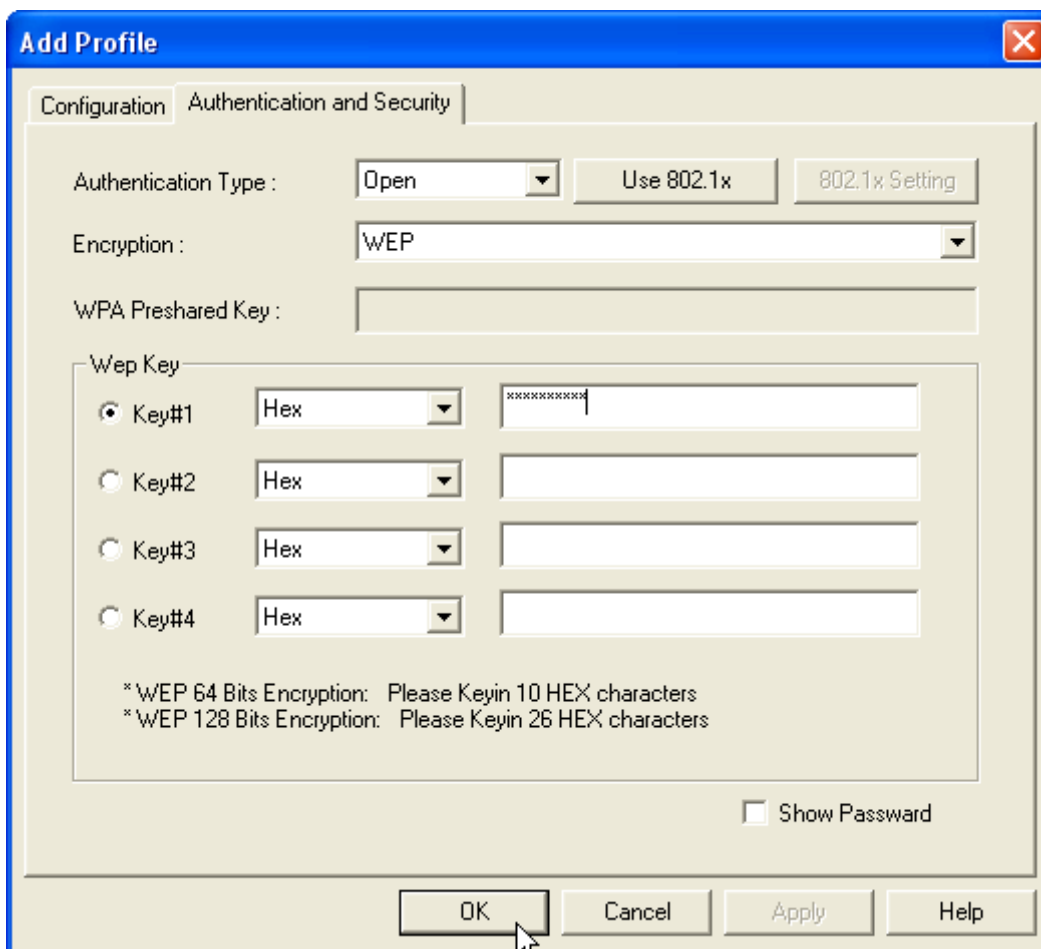 Add Profile
Configuration Authentication and Security
Authentication Type : Open Use 802.1x 802.1x Setting
Encryption : WEP
WPA Preshared Key :
Wep Key
Key#1 Hex **********
Key#2 Hex
Key#3 Hex
Key#4 Hex
* WEP 64 Bits Encryption: Please Keyin 10 HEX characters
* WEP 128 Bits Encryption: Please Keyin 26 HEX characters
Show Passward
OK Cancel Apply Help